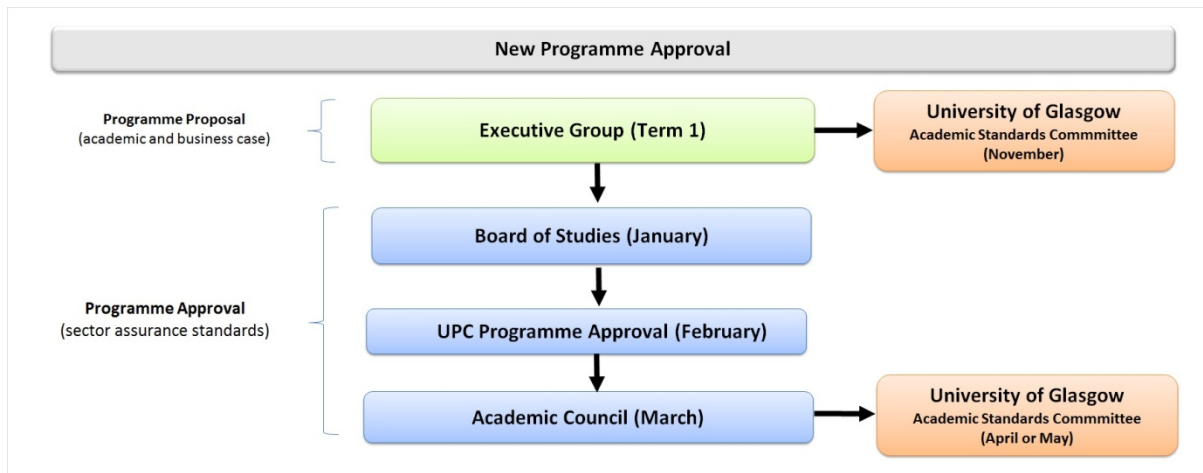 New Programme Approval
Programme Proposal
(academic and business case)
Executive Group (Term 1)
University of Glasgow
Academic Standards Commmittee
(November)
Board of Studies (January)
Programme Approval
(sector assurance standards)
UPC Programme Approval (February)
Academic Council (March)
University of Glasgow
Academic Standards Commmittee
(April or May)